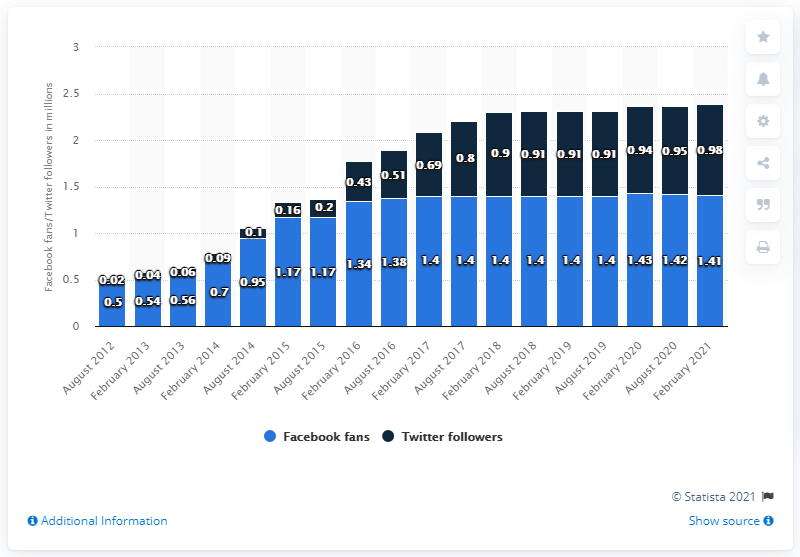 3
2.5
2
1.5
1
0.5
0
Facebook fans/Twitter followers in millions
0.02 0.04 0.06 0.09 0.1 0.16 0.2 0.43 0.51 0.69 0.8 0.9 0.91 0.91 0.91 0.94 0.95 0.98
0.5 0.54 0.56 0.7 0.95 1.17 1.17 1.34 1.38 1.4 1.4 1.4 1.4 1.4 1.4 1.43 1.42 1.41
August 2012
February 2013
August 2013
February 2014
August 2014
February 2015
August 2015
February 2016
August 2016
February 2017
August 2017
February 2018
August 2018
February 2019
August 2019
February 2020
August 2020
February 2021
Facebook fans Twitter followers
© Statista 2021
Additional Information Show source